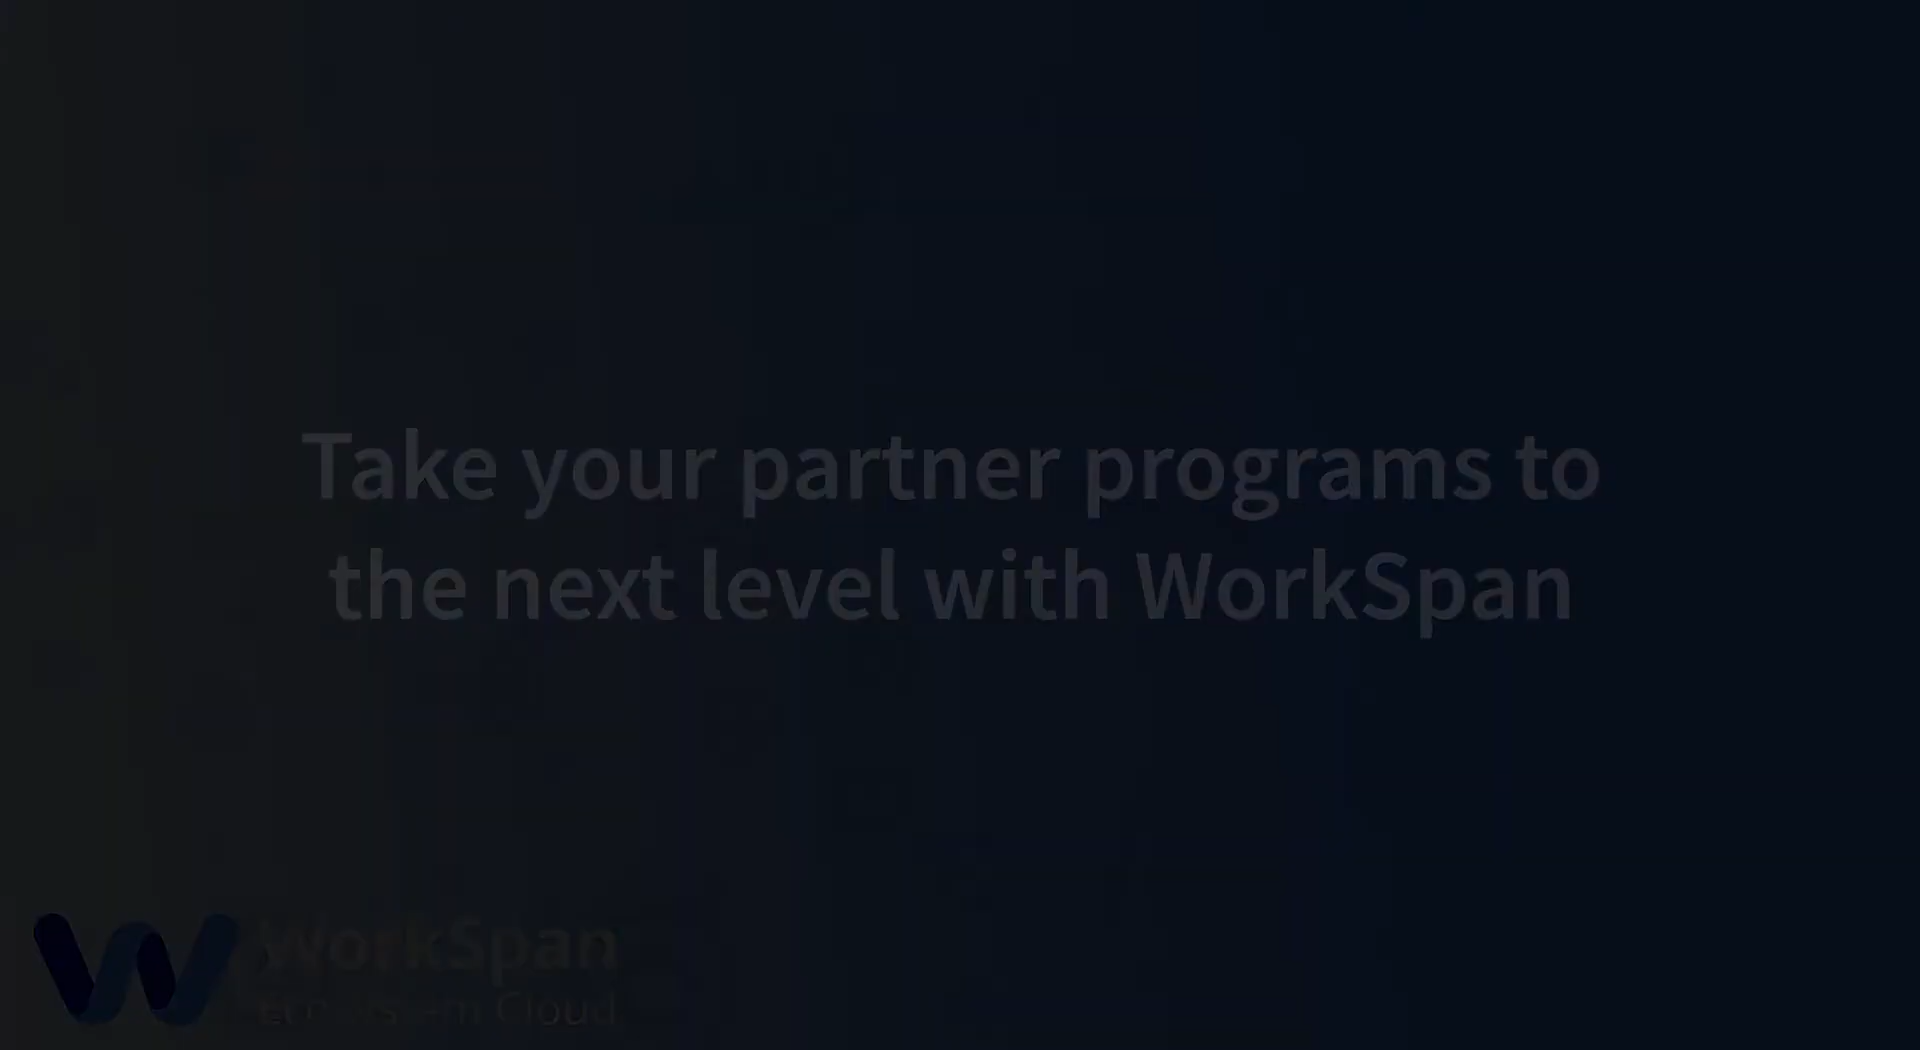 Take your partner programs to
the next level with WorkSpan
WorkSpan
Ecosystem Cloud